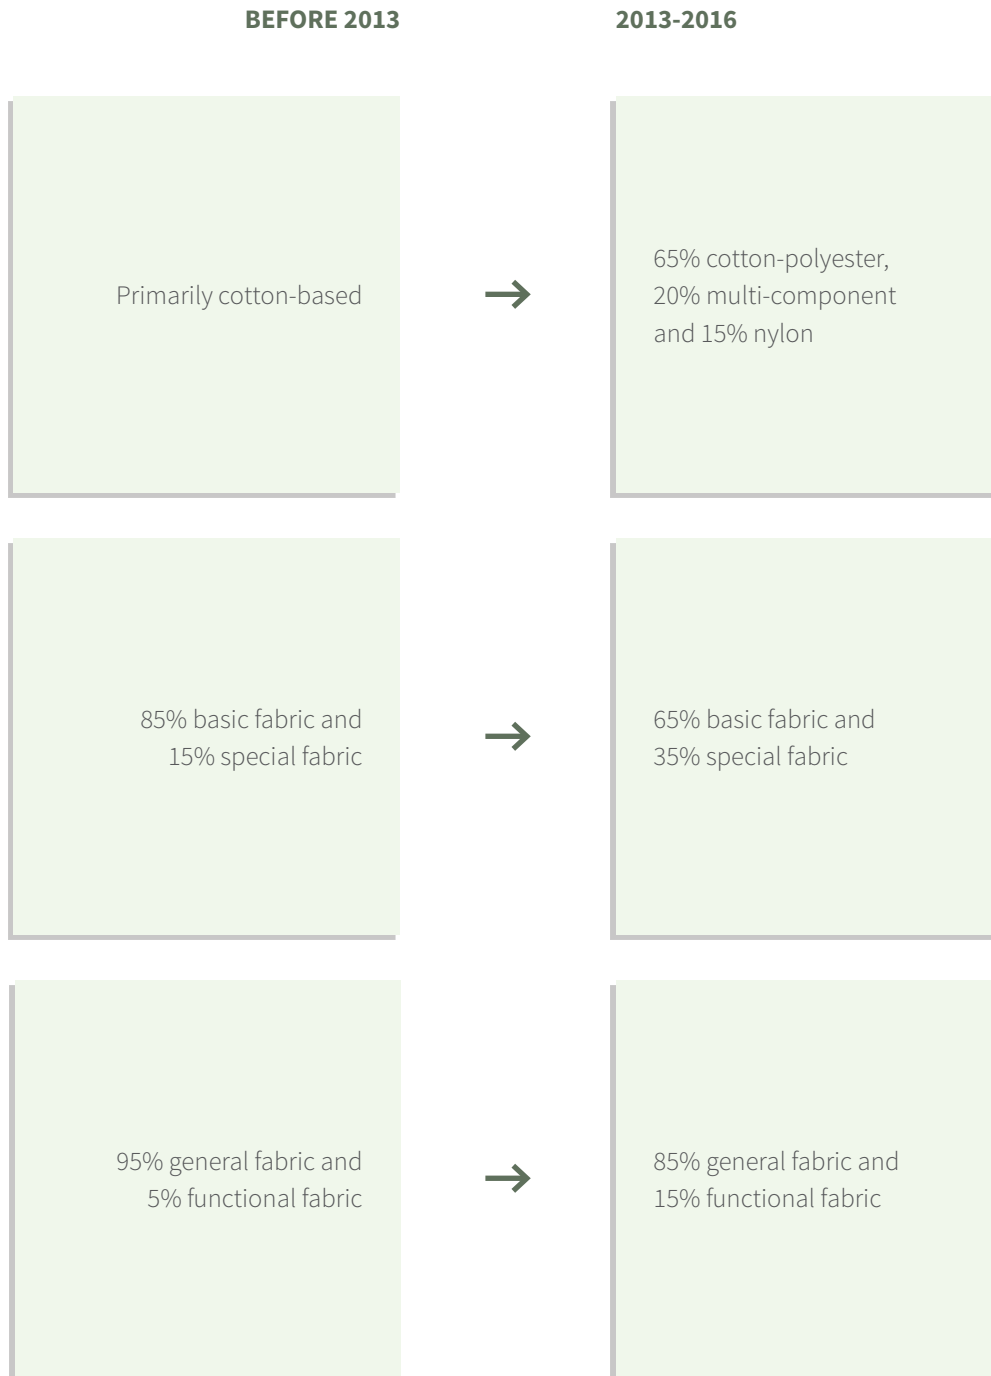 BEFORE 2013
2013-2016
Primarily cotton-based
→
65% cotton-polyester,
20% multi-component
and 15% nylon
85% basic fabric and
15% special fabric
→
65% basic fabric and
35% special fabric
95% general fabric and
5% functional fabric
→
85% general fabric and
15% functional fabric